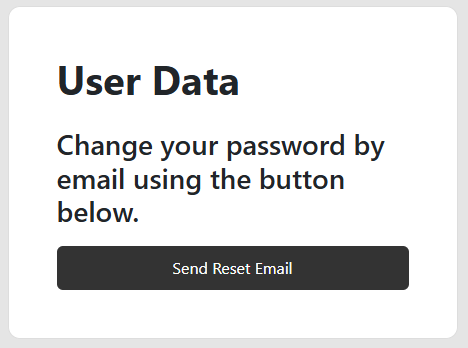 User Data
Change your password by
email using the button
below.
Send Reset Email